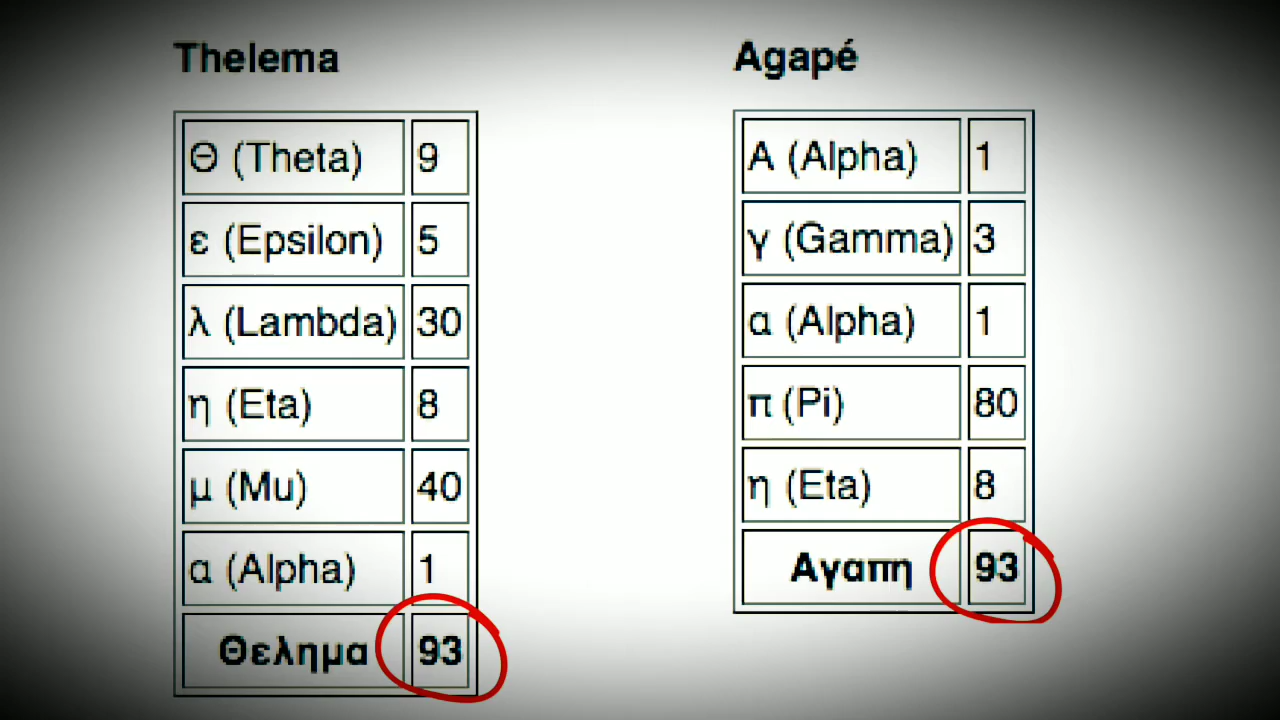 Thelema
Θ (Theta) 9
ε (Epsilon) 5
λ (Lambda) 30
η (Eta) 8
μ (Mu) 40
α (Alpha) 1
Θελημα 93
Agapé
Α (Alpha) 1
γ (Gamma) 3
α (Alpha) 1
π (Pi) 80
η (Eta) 8
Αγαπη 93